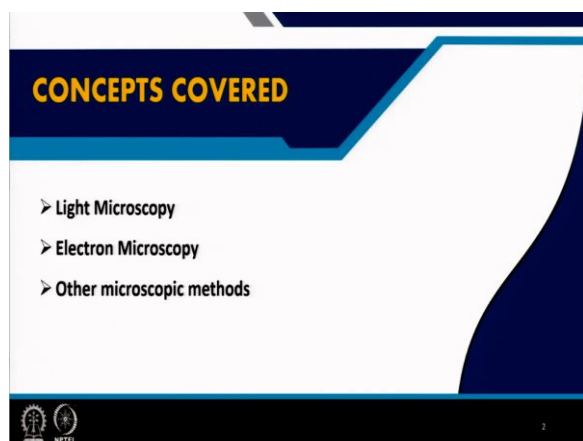 CONCEPTS COVERED
➢ Light Microscopy
➢ Electron Microscopy
➢ Other microscopic methods
NPTEL
2